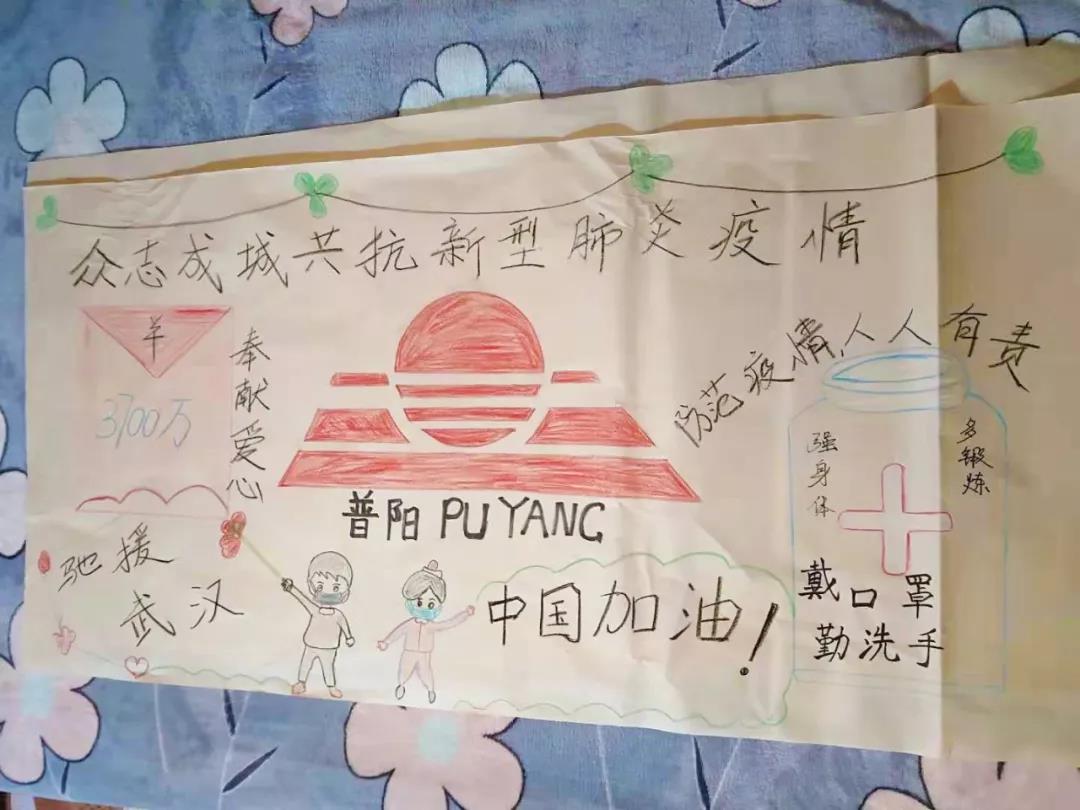 众志成城共抗新型肺炎疫情
羊
3700万
奉献爱心
驰援
武汉
普阳 PU YANG
中国加油!
防范疫情,人人有责
强身体
多锻炼
戴口罩
勤洗手